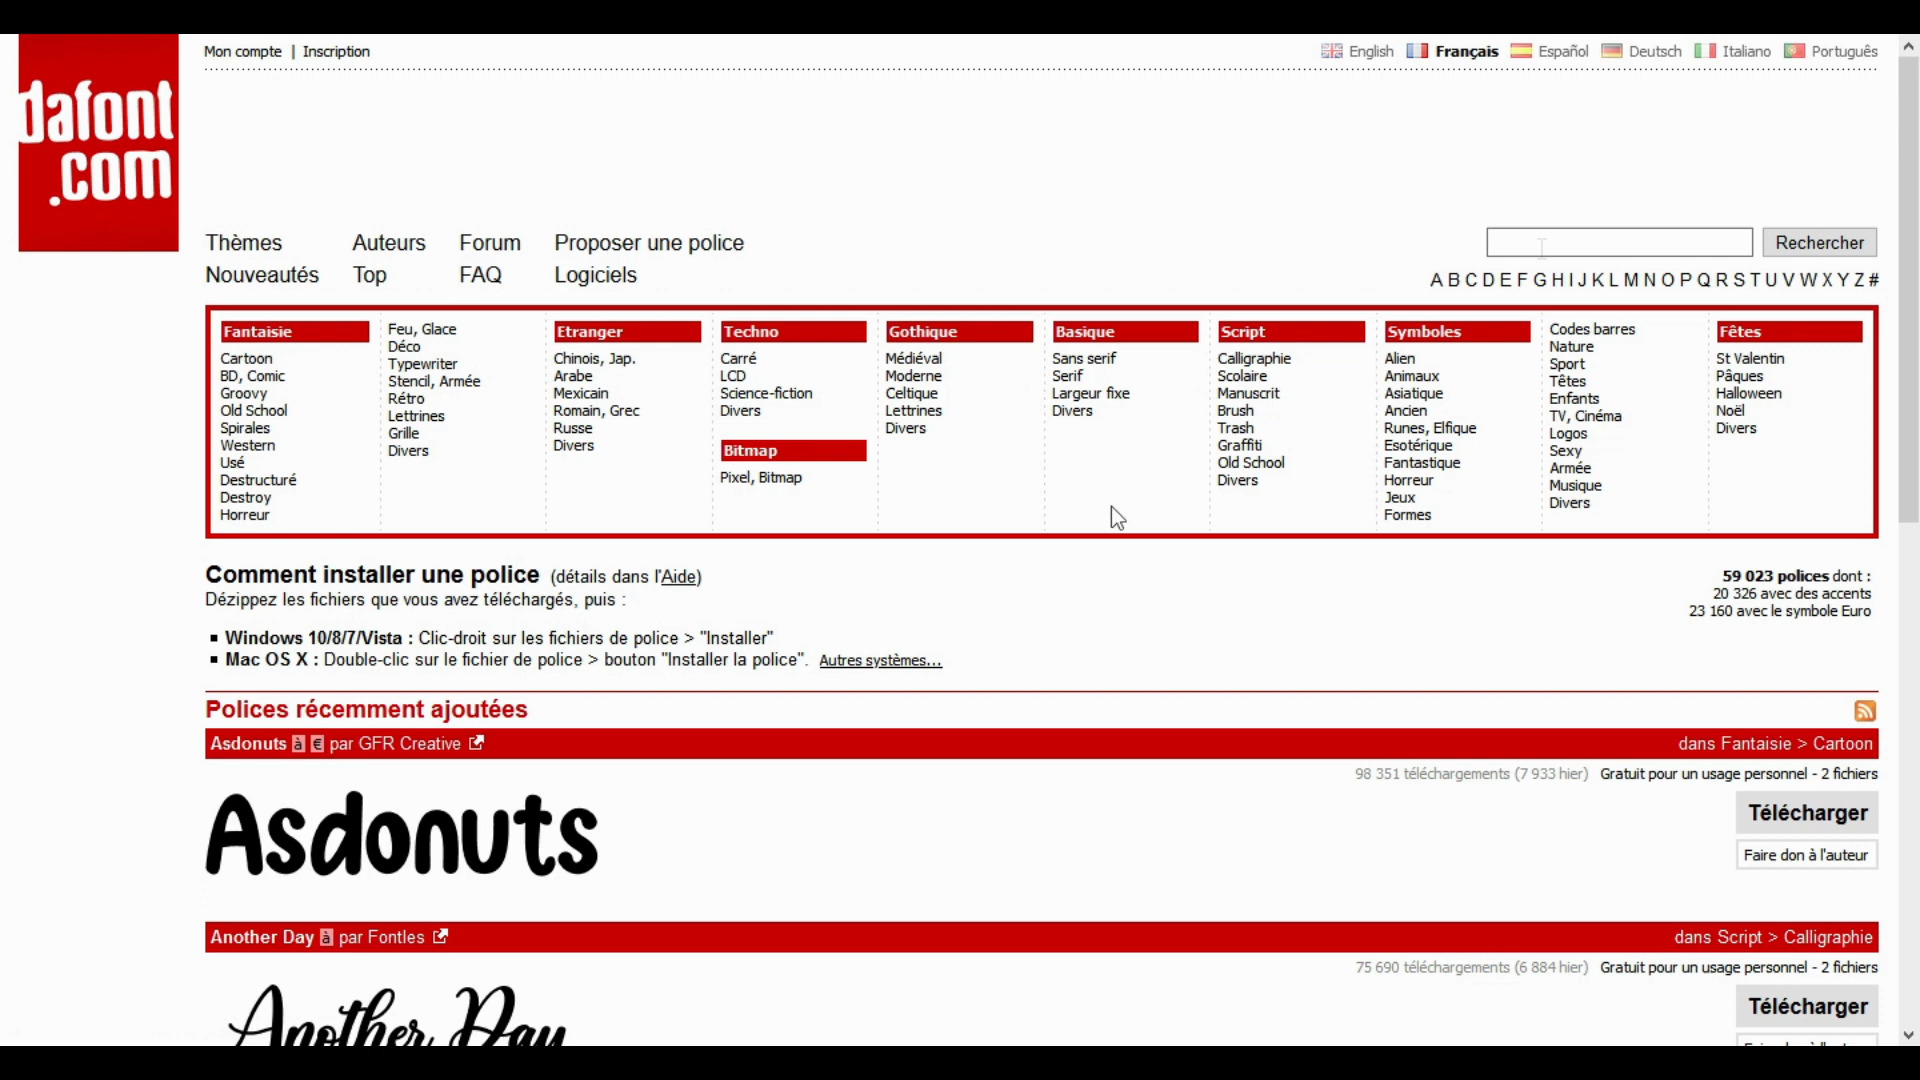 dafont
.com
Mon compte | Inscription
English Français Español Deutsch Italiano Português
Thèmes Auteurs Forum Proposer une police
Nouveautés Top FAQ Logiciels
Rechercher
A B C D E F G H I J K L M N O P Q R S T U V W X Y Z #
Fantaisie
Cartoon
BD, Comic
Groovy
Old School
Spirales
Western
Usé
Destructuré
Destroy
Horreur
Feu, Glace
Déco
Typewriter
Stencil, Armée
Rétro
Lettrines
Grille
Divers
Etranger
Chinois, Jap.
Arabe
Mexicain
Romain, Grec
Russe
Divers
Techno
Carré
LCD
Science-fiction
Divers
Bitmap
Pixel, Bitmap
Gothique
Médiéval
Moderne
Celtique
Lettrines
Divers
Basique
Sans serif
Serif
Largeur fixe
Divers
Script
Calligraphie
Scolaire
Manuscrit
Brush
Trash
Graffiti
Old School
Divers
Symboles
Alien
Animaux
Asiatique
Ancien
Runes, Elfique
Esotérique
Fantastique
Horreur
Jeux
Formes
Codes barres
Nature
Sport
Têtes
Enfants
TV, Cinéma
Logos
Sexy
Armée
Musique
Divers
Fêtes
St Valentin
Pâques
Halloween
Noël
Divers
Comment installer une police (détails dans l'Aide)
Dézippez les fichiers que vous avez téléchargés, puis :
▪ Windows 10/8/7/Vista : Clic-droit sur les fichiers de police > "Installer"
▪ Mac OS X : Double-clic sur le fichier de police > bouton "Installer la police". Autres systèmes...
59 023 polices dont :
20 326 avec des accents
23 160 avec le symbole Euro
Polices récemment ajoutées
Asdonuts à € par GFR Creative dans Fantaisie > Cartoon
98 351 téléchargements (7 933 hier) Gratuit pour un usage personnel - 2 fichiers
Asdonuts
Télécharger
Faire don à l'auteur
Another Day à par Fontles dans Script > Calligraphie
75 690 téléchargements (6 884 hier) Gratuit pour un usage personnel - 2 fichiers
Another Day
Télécharger